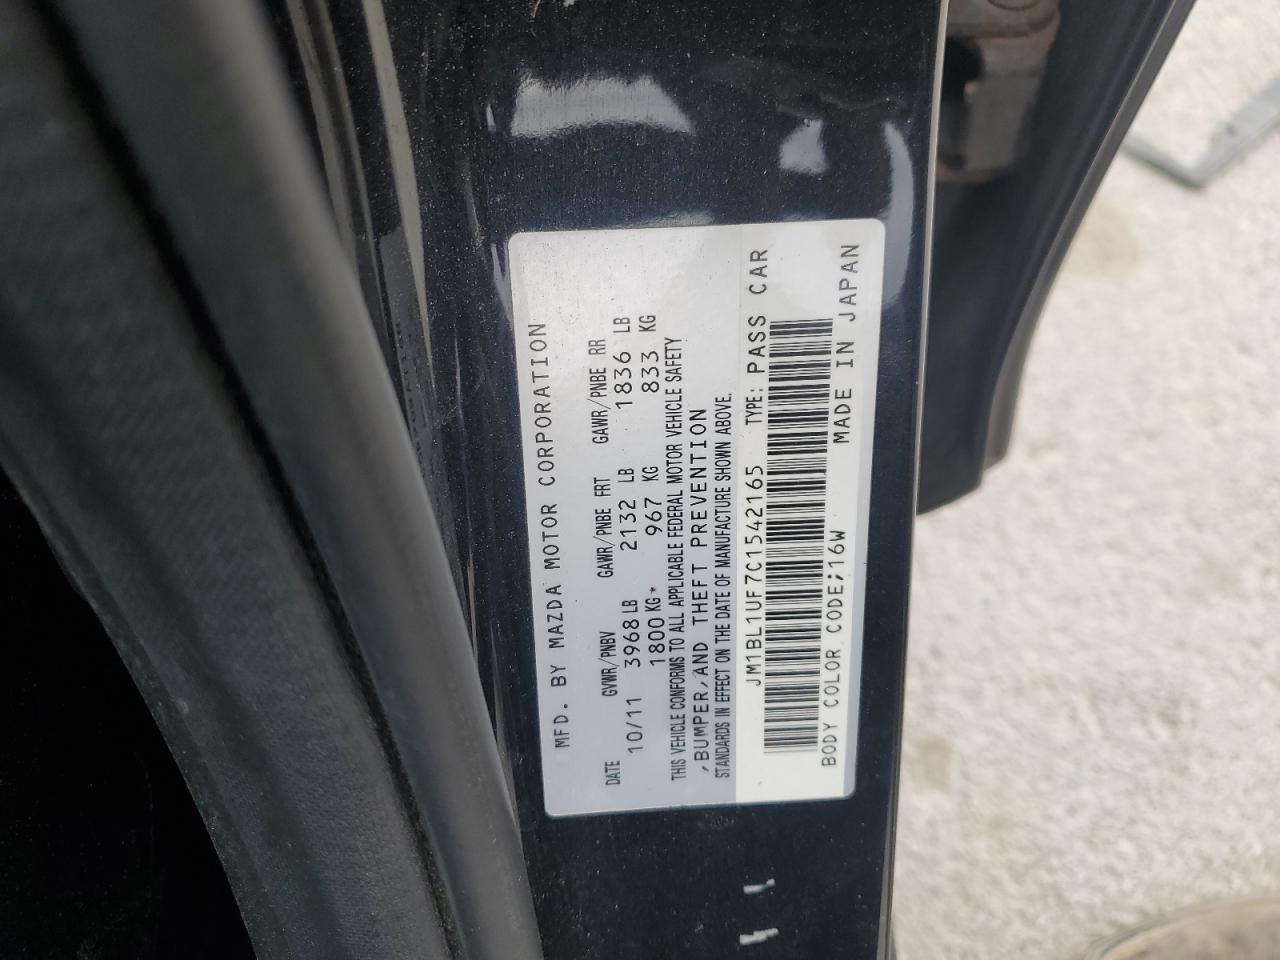 MFD. BY MAZDA MOTOR CORPORATION
DATE GVWR/PNBV GAWR/PNBE FRT GAWR/PNBE RR
10/11 3968 LB 2132 LB 1836 LB
1800 KG 967 KG 833 KG
THIS VEHICLE CONFORMS TO ALL APPLICABLE FEDERAL MOTOR VEHICLE SAFETY
,BUMPER,AND THEFT PREVENTION
STANDARDS IN EFFECT ON THE DATE OF MANUFACTURE SHOWN ABOVE.
JM1BL1UF7C1542165 TYPE: PASS CAR
BODY COLOR CODE;16W MADE IN JAPAN